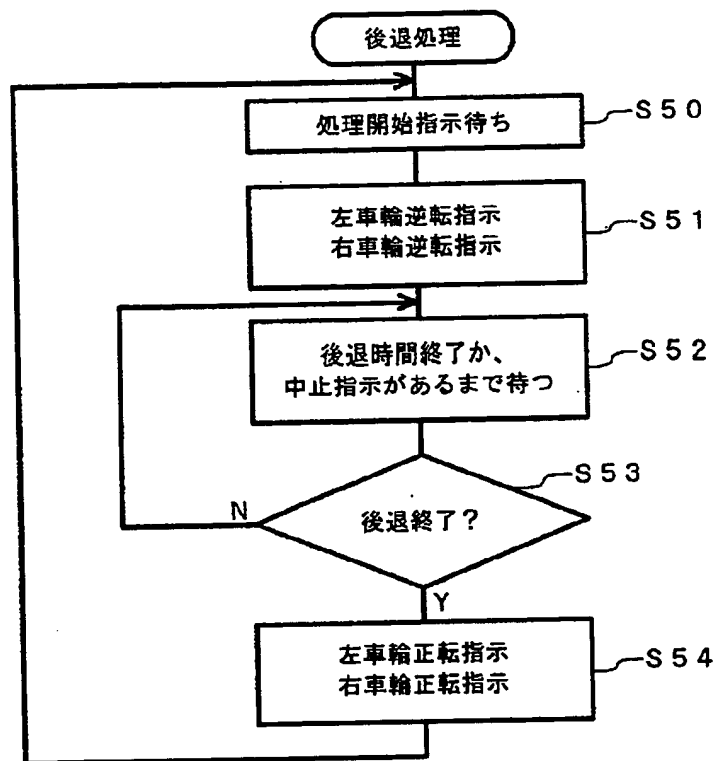 後退処理
処理開始指示待ち
S50
左車輪逆転指示
右車輪逆転指示
S51
後退時間終了か、
中止指示があるまで待つ
S52
S53
後退終了?
N
Y
左車輪正転指示
右車輪正転指示
S54